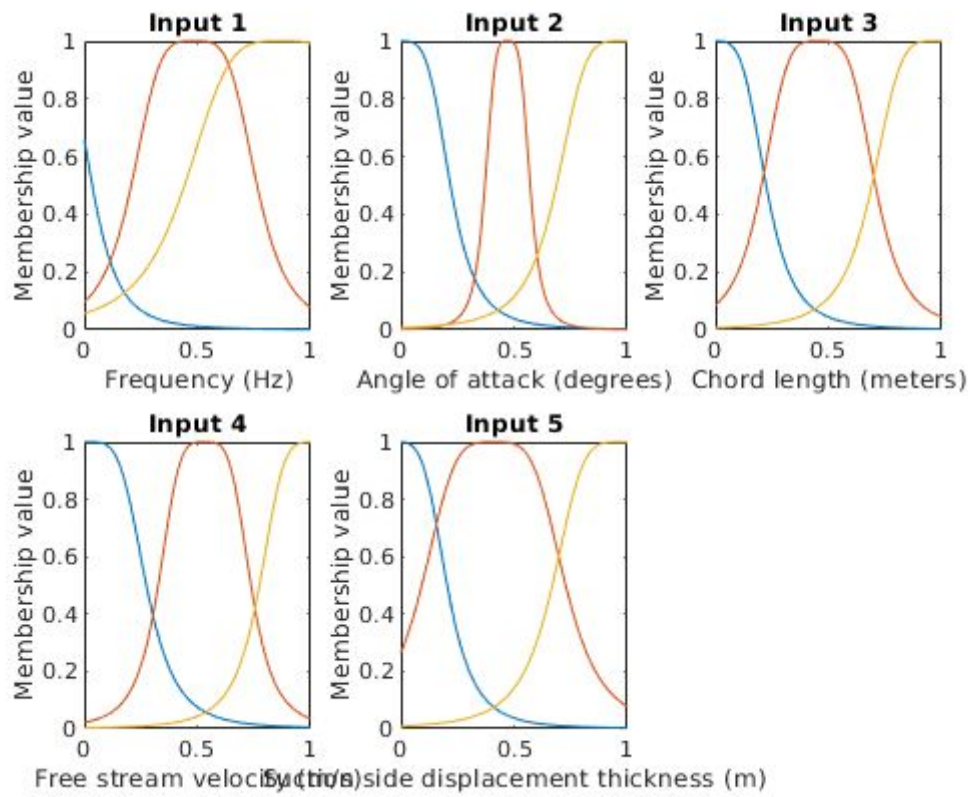 Input 1
Membership value
1
0.8
0.6
0.4
0.2
0
0 0.5 1
Frequency (Hz)
Input 2
Membership value
1
0.8
0.6
0.4
0.2
0
0 0.5 1
Angle of attack (degrees)
Input 3
Membership value
1
0.8
0.6
0.4
0.2
0
0 0.5 1
Chord length (meters)
Input 4
Membership value
1
0.8
0.6
0.4
0.2
0
0 0.5 1
Free stream velocity (m/s)
Input 5
Membership value
1
0.8
0.6
0.4
0.2
0
0 0.5 1
Suction side displacement thickness (m)